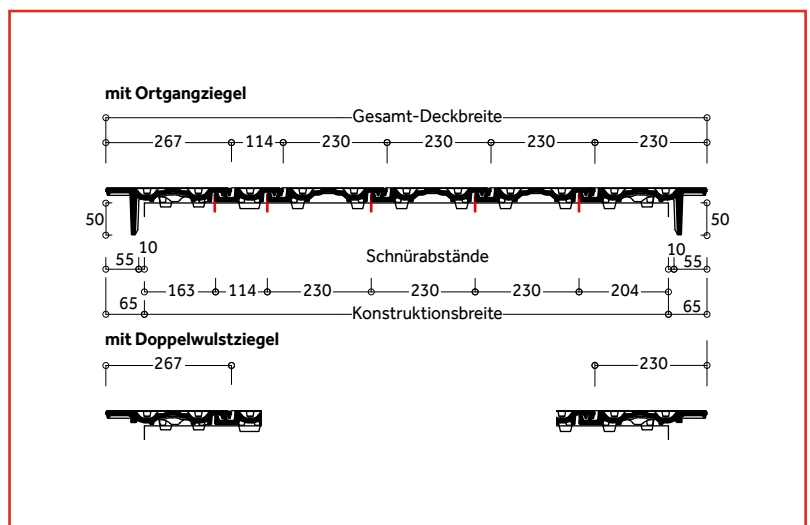 mit Ortgangziegel
Gesamt-Deckbreite
267 114 230 230 230 230
50 50
10 Schnürabstände 10
55 55
163 114 230 230 230 204
65 Konstruktionsbreite 65
mit Doppelwulstziegel
267 230